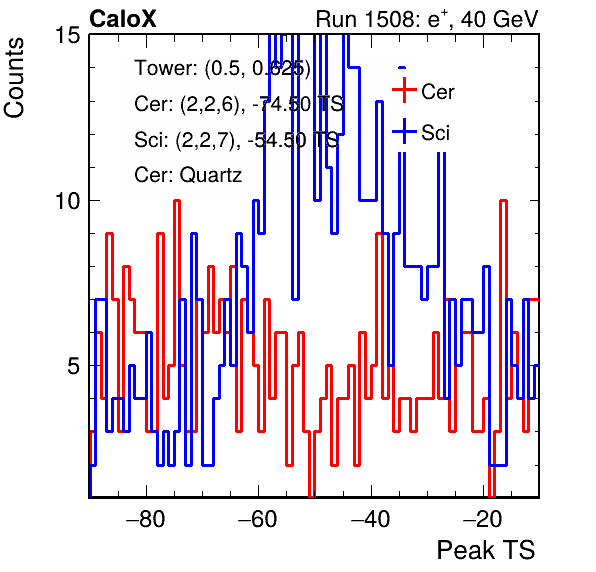 CaloX Run 1508: e⁺, 40 GeV
Counts
15
10
5
Tower: (0.5, 0.625)
Cer: (2,2,6), -74.50 TS
Sci: (2,2,7), -54.50 TS
Cer: Quartz
Cer
Sci
−80 −60 −40 −20
Peak TS